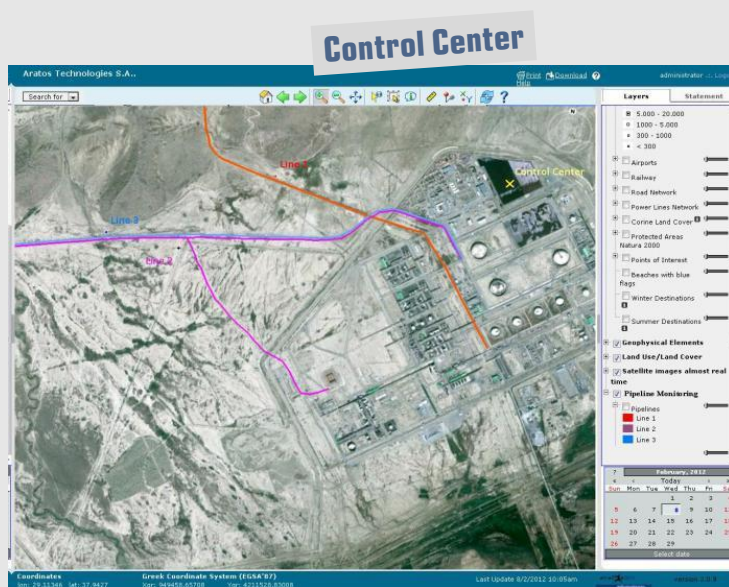 Control Center
Aratos Technologies S.A..
Print Download
Help
administrator .:. Logo
Search for
Layers Statement
5.000 - 20.000
1000 - 5.000
300 - 1000
< 300
Airports
Railway
Road Network
Power Lines Network
Corine Land Cover
Protected Areas
Natura 2000
Points of Interest
Beaches with blue
flags
Winter Destinations
Summer Destinations
Geophysical Elements
Land Use/Land Cover
Satellite images almost real
time
Pipeline Monitoring
Pipelines
Line 1
Line 2
Line 3
Control Center
Line 3
Line 2
? February, 2012
Today
Sun Mon Tue Wed Thu Fri
1 2 3
5 6 7 8 9 10
12 13 14 15 16 17
19 20 21 22 23 24
26 27 28 29
Select date
Coordinates
Greek Coordinate System (EGSA'87)
Last Update 8/2/2012 10:05am